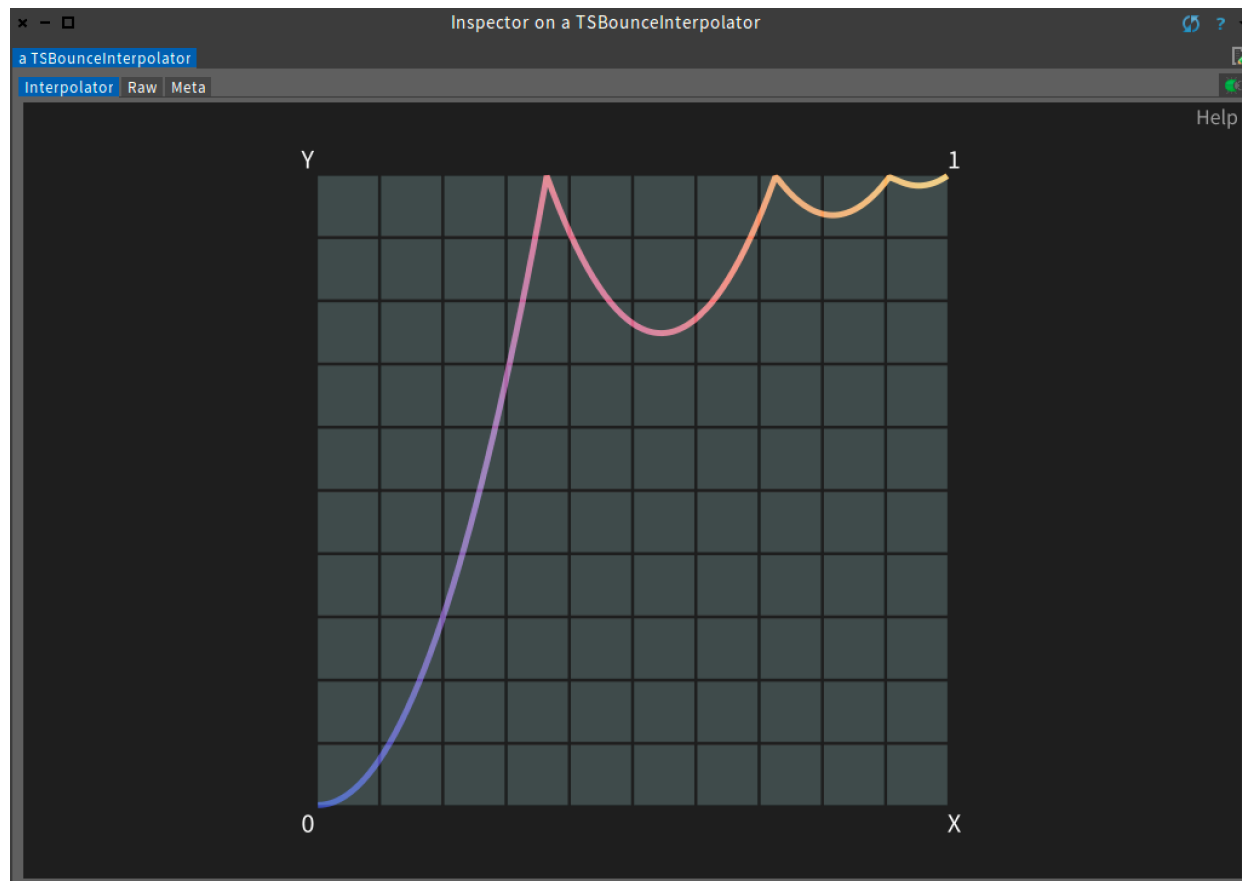 Inspector on a TSBounceInterpolator
?
a TSBounceInterpolator
Interpolator Raw Meta
Help
Y
1
0
X